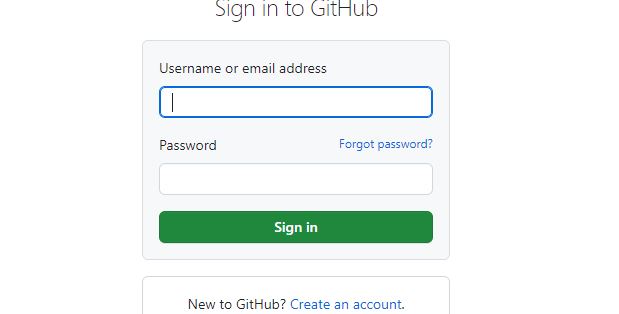 Sign in to GitHub
Username or email address
Password Forgot password?
Sign in
New to GitHub? Create an account.